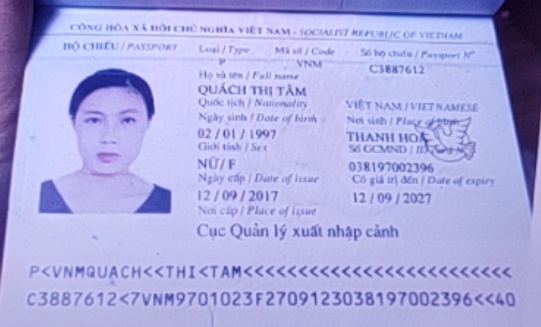 CỘNG HÒA XÃ HỘI CHỦ NGHĨA VIỆT NAM - SOCIALIST REPUBLIC OF VIETNAM
HỘ CHIẾU / PASSPORT Loại / Type Mã số / Code Số hộ chiếu / Passport Nº
P VNM C3887612
Họ và tên / Full name
QUÁCH THỊ TÂM
Quốc tịch / Nationality VIỆT NAM / VIETNAMESE
Ngày sinh / Date of birth Nơi sinh / Place of birth
02 / 01 / 1997 THANH HOÁ
Giới tính / Sex Số GCMND /
NỮ / F 038197002396
Ngày cấp / Date of issue Có giá trị đến / Date of expiry
12 / 09 / 2017 12 / 09 / 2027
Nơi cấp / Place of issue
Cục Quản lý xuất nhập cảnh
P<VNMQUACH<<THI<TAM<<<<<<<<<<<<<<<<<<<<<<<<<
C3887612<7VNM9701023F2709123038197002396<<40